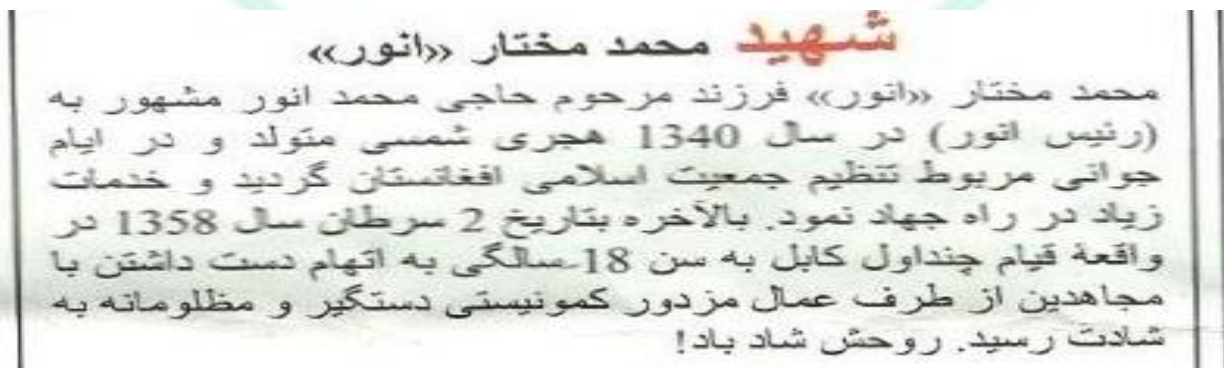 شهید محمد مختار «انور»
محمد مختار «انور» فرزند مرحوم حاجی محمد انور مشهور به
(رئیس انور) در سال 1340 هجری شمسی متولد و در ایام
جوانی مربوط تنظیم جمعیت اسلامی افغانستان گردید و خدمات
زیاد در راه جهاد نمود. بالآخره بتاریخ 2 سرطان سال 1358 در
واقعۀ قیام چنداول کابل به سن 18-سالگی به اتهام دست داشتن با
مجاهدین از طرف عمال مزدور کمونیستی دستگیر و مظلومانه به
شادت رسید. روحش شاد باد!